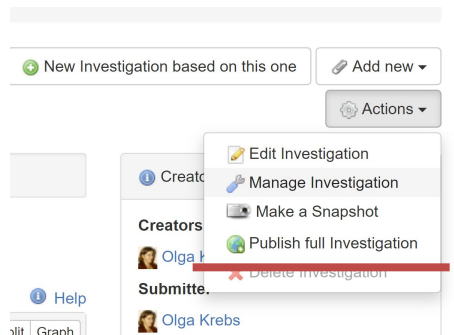 New Investigation based on this one
Add new
Actions
Edit Investigation
Manage Investigation
Make a Snapshot
Publish full Investigation
Delete Investigation
Creators
Olga K
Submitte
Olga Krebs
Help
plit
Graph